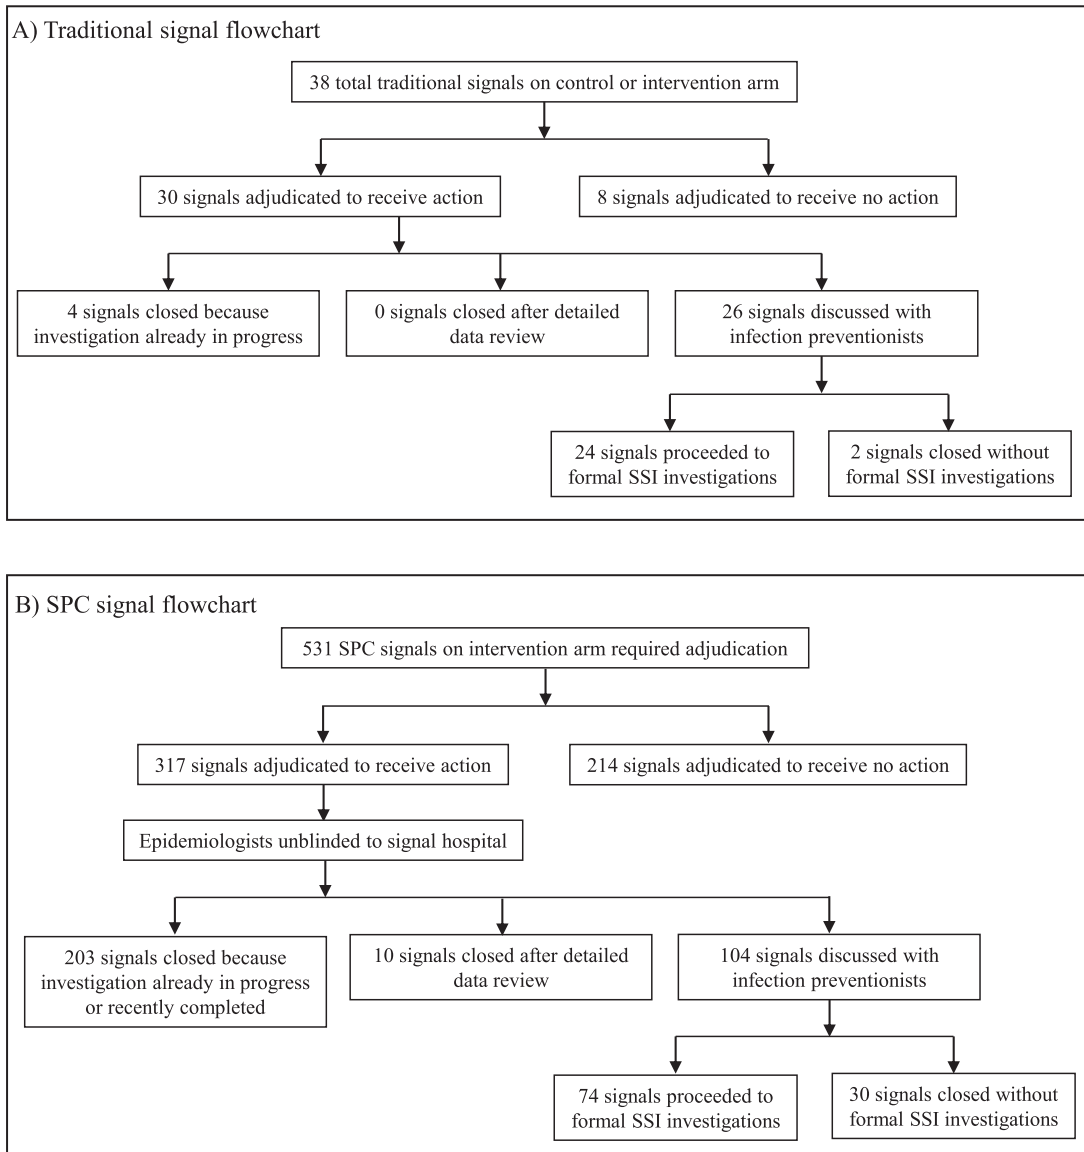 A) Traditional signal flowchart
38 total traditional signals on control or intervention arm
30 signals adjudicated to receive action
8 signals adjudicated to receive no action
4 signals closed because
investigation already in progress
0 signals closed after detailed
data review
26 signals discussed with
infection preventionists
24 signals proceeded to
formal SSI investigations
2 signals closed without
formal SSI investigations
B) SPC signal flowchart
531 SPC signals on intervention arm required adjudication
317 signals adjudicated to receive action
214 signals adjudicated to receive no action
Epidemiologists unblinded to signal hospital
203 signals closed because
investigation already in progress
or recently completed
10 signals closed after detailed
data review
104 signals discussed with
infection preventionists
74 signals proceeded to
formal SSI investigations
30 signals closed without
formal SSI investigations